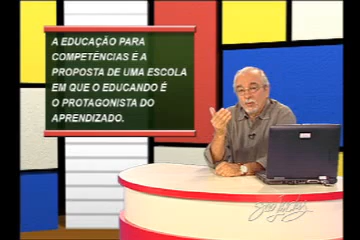 A EDUCAÇÃO PARA
COMPETÊNCIAS É A
PROPOSTA DE UMA ESCOLA
EM QUE O EDUCANDO É
O PROTAGONISTA DO
APRENDIZADO.